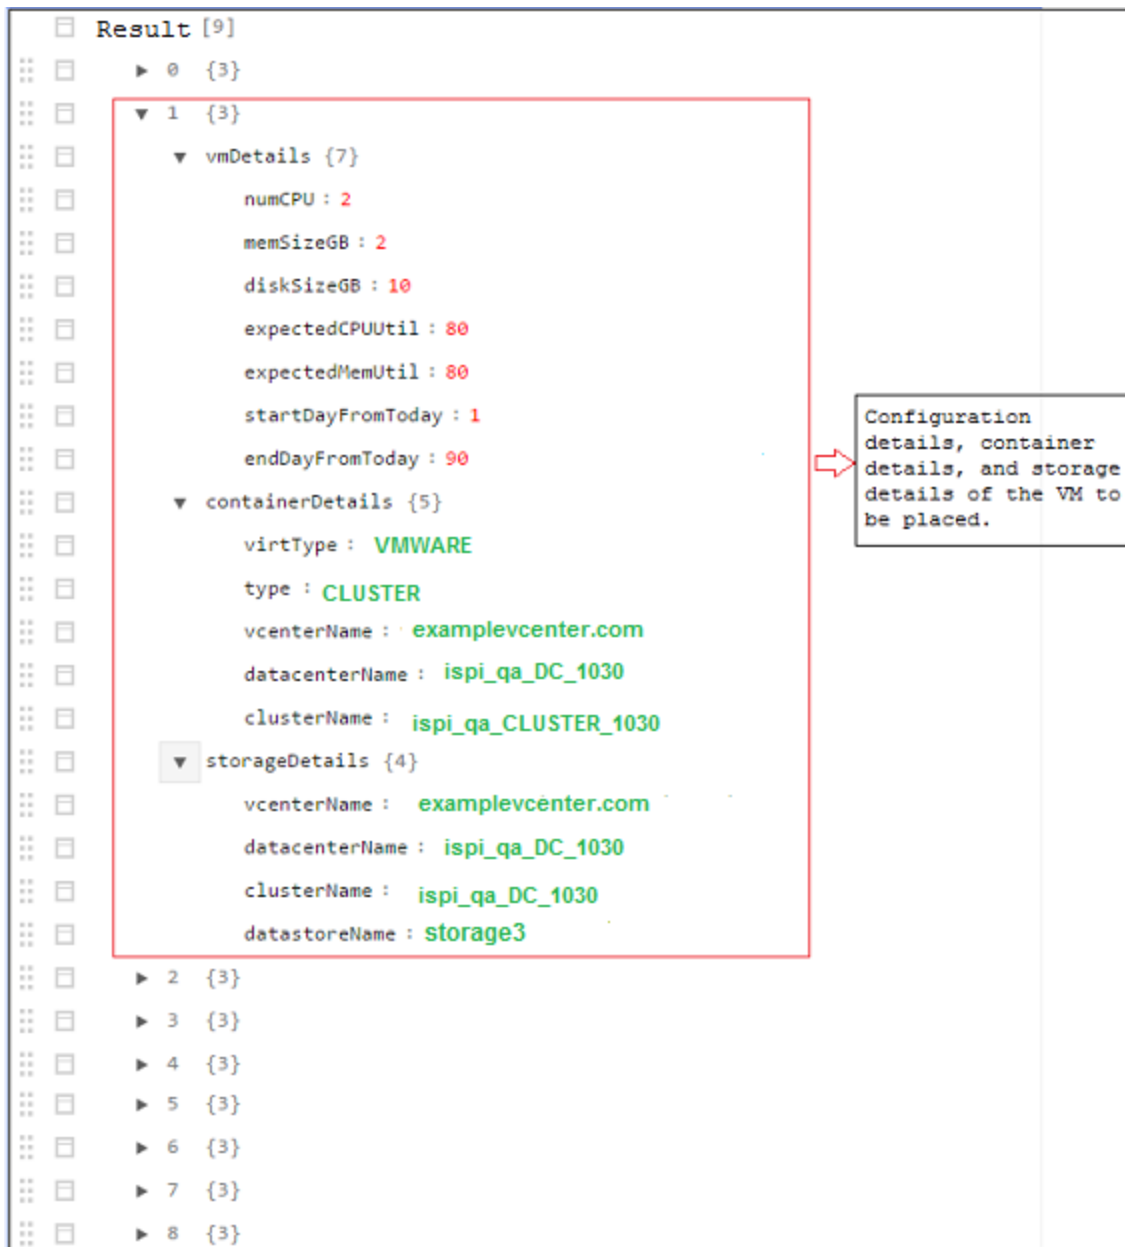 Result [9]
▶ 0 {3}
▼ 1 {3}
▼ vmDetails {7}
numCPU : 2
memSizeGB : 2
diskSizeGB : 10
expectedCPUUtil : 80
expectedMemUtil : 80
startDayFromToday : 1
endDayFromToday : 90
▼ containerDetails {5}
virtType : VMWARE
type : CLUSTER
vcenterName : examplevcenter.com
datacenterName : ispi_qa_DC_1030
clusterName : ispi_qa_CLUSTER_1030
▼ storageDetails {4}
vcenterName : examplevcenter.com
datacenterName : ispi_qa_DC_1030
clusterName : ispi_qa_DC_1030
datastoreName : storage3
▶ 2 {3}
▶ 3 {3}
▶ 4 {3}
▶ 5 {3}
▶ 6 {3}
▶ 7 {3}
▶ 8 {3}
Configuration
details, container
details, and storage
details of the VM to
be placed.